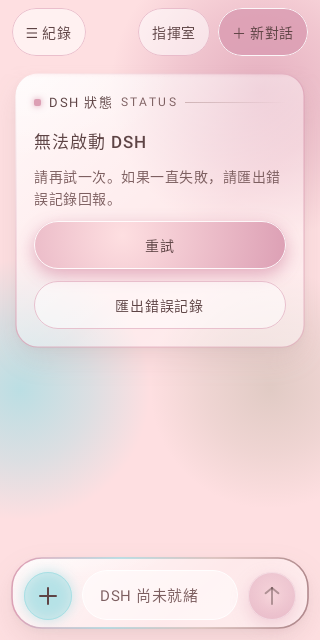 ☰ 紀錄
指揮室
＋ 新對話
DSH 狀態 STATUS
無法啟動 DSH
請再試一次。如果一直失敗，請匯出錯
誤記錄回報。
重試
匯出錯誤記錄
DSH 尚未就緒